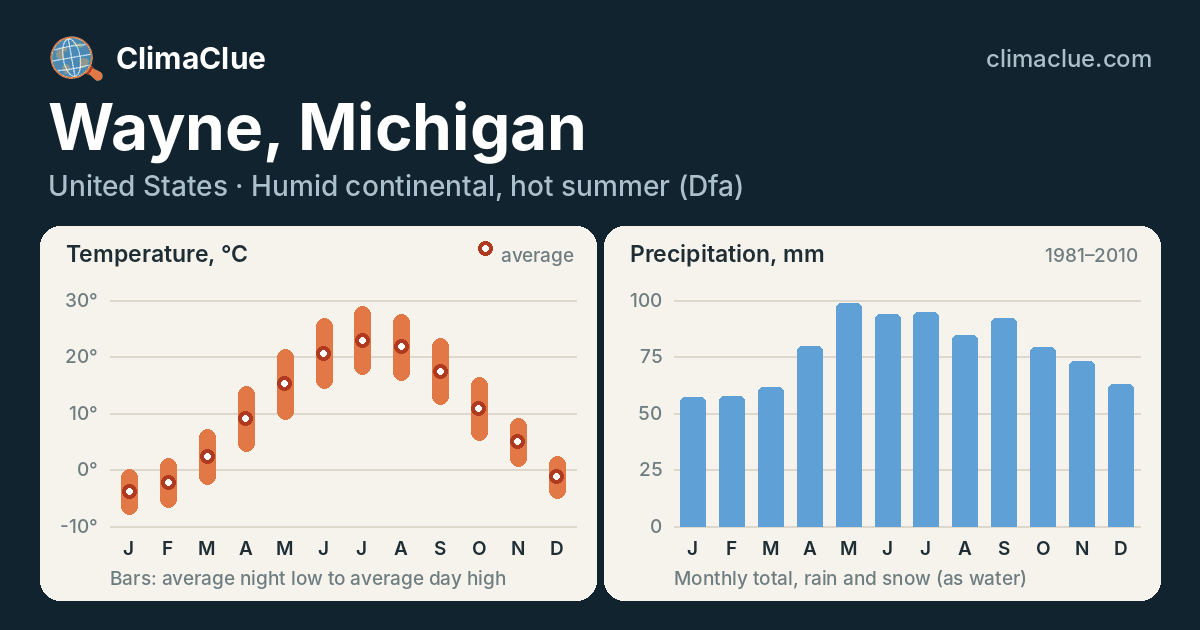 ClimaClue
climaclue.com
Wayne, Michigan
United States · Humid continental, hot summer (Dfa)
Temperature, °C
average
30°
20°
10°
0°
-10°
J F M A M J J A S O N D
Bars: average night low to average day high
Precipitation, mm
1981–2010
100
75
50
25
0
J F M A M J J A S O N D
Monthly total, rain and snow (as water)